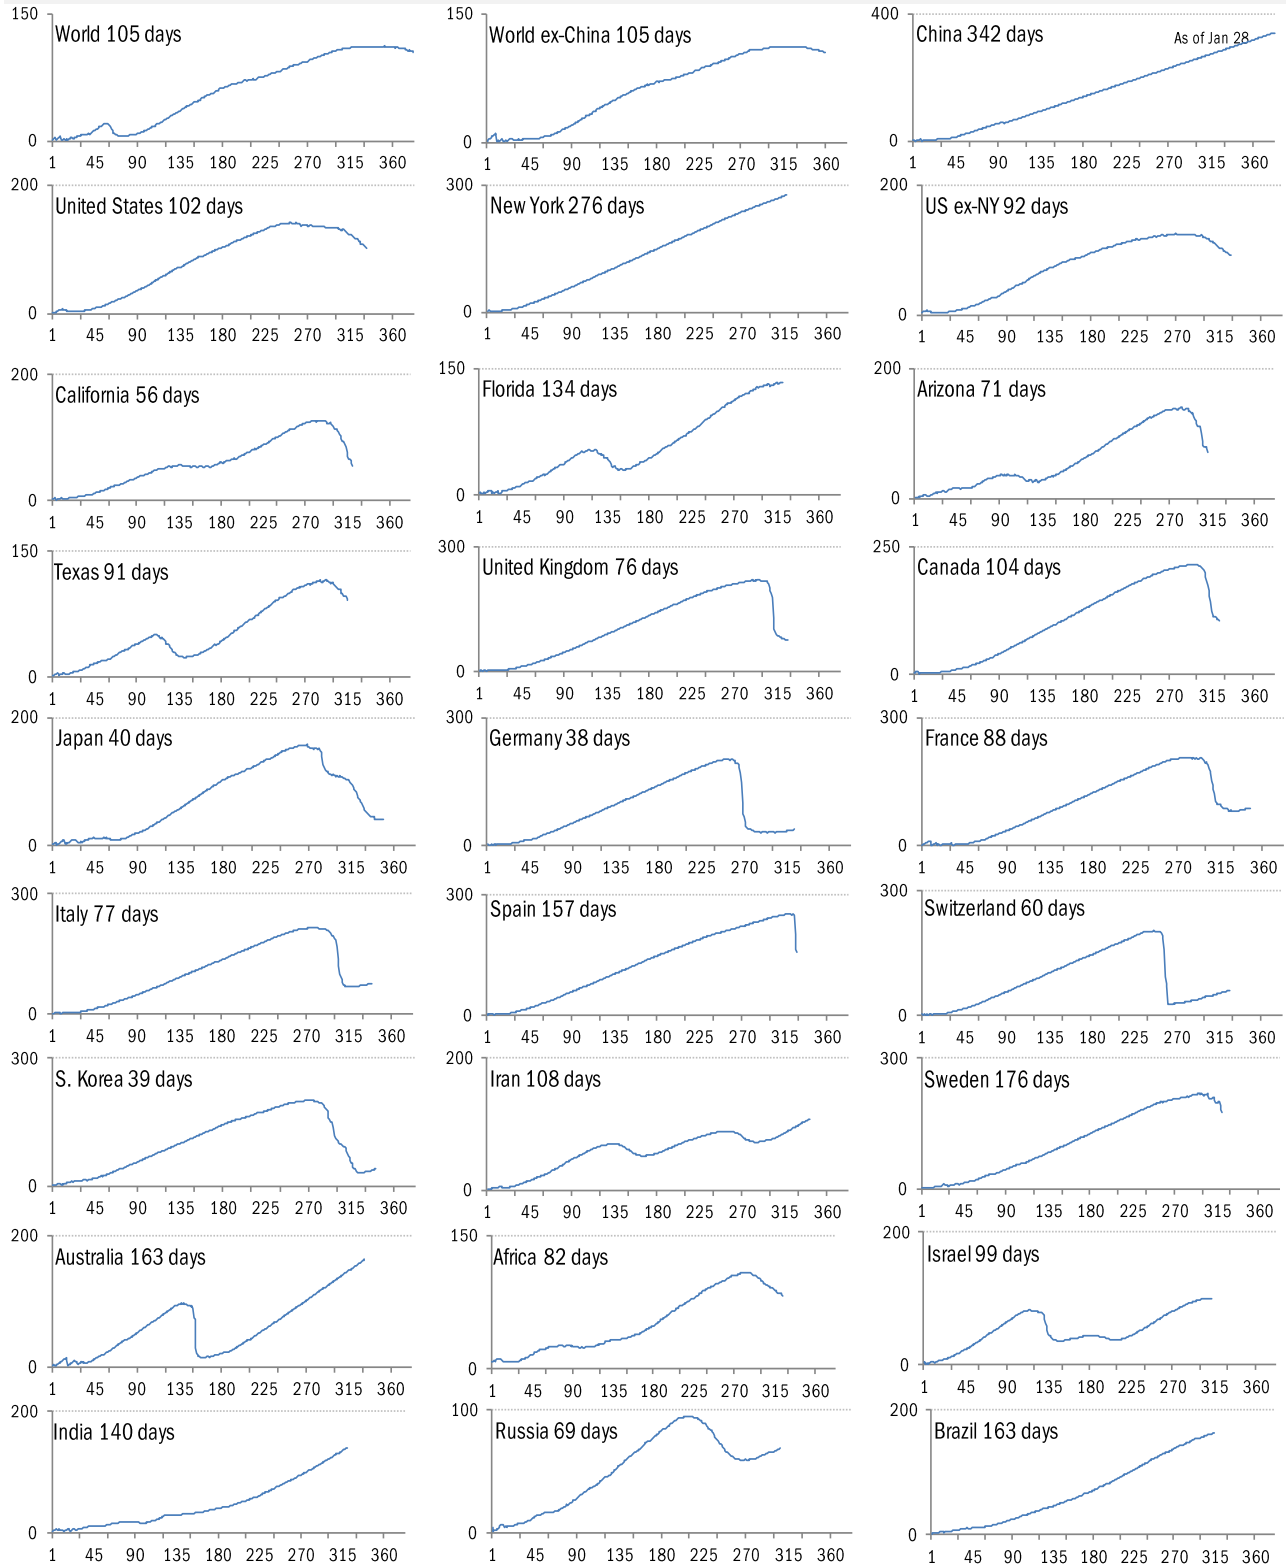 150
World 105 days
0
1 45 90 135 180 225 270 315 360
150
World ex-China 105 days
0
1 45 90 135 180 225 270 315 360
400
China 342 days
As of Jan 28
0
1 45 90 135 180 225 270 315 360
200
United States 102 days
0
1 45 90 135 180 225 270 315 360
300
New York 276 days
0
1 45 90 135 180 225 270 315 360
200
US ex-NY 92 days
0
1 45 90 135 180 225 270 315 360
200
California 56 days
0
1 45 90 135 180 225 270 315 360
150
Florida 134 days
0
1 45 90 135 180 225 270 315 360
200
Arizona 71 days
0
1 45 90 135 180 225 270 315 360
150
Texas 91 days
0
1 45 90 135 180 225 270 315 360
300
United Kingdom 76 days
0
1 45 90 135 180 225 270 315 360
250
Canada 104 days
0
1 45 90 135 180 225 270 315 360
200
Japan 40 days
0
1 45 90 135 180 225 270 315 360
300
Germany 38 days
0
1 45 90 135 180 225 270 315 360
300
France 88 days
0
1 45 90 135 180 225 270 315 360
300
Italy 77 days
0
1 45 90 135 180 225 270 315 360
300
Spain 157 days
0
1 45 90 135 180 225 270 315 360
300
Switzerland 60 days
0
1 45 90 135 180 225 270 315 360
300
S. Korea 39 days
0
1 45 90 135 180 225 270 315 360
200
Iran 108 days
0
1 45 90 135 180 225 270 315 360
300
Sweden 176 days
0
1 45 90 135 180 225 270 315 360
200
Australia 163 days
0
1 45 90 135 180 225 270 315 360
150
Africa 82 days
0
1 45 90 135 180 225 270 315 360
200
Israel 99 days
0
1 45 90 135 180 225 270 315 360
200
India 140 days
0
1 45 90 135 180 225 270 315 360
100
Russia 69 days
0
1 45 90 135 180 225 270 315 360
200
Brazil 163 days
0
1 45 90 135 180 225 270 315 360